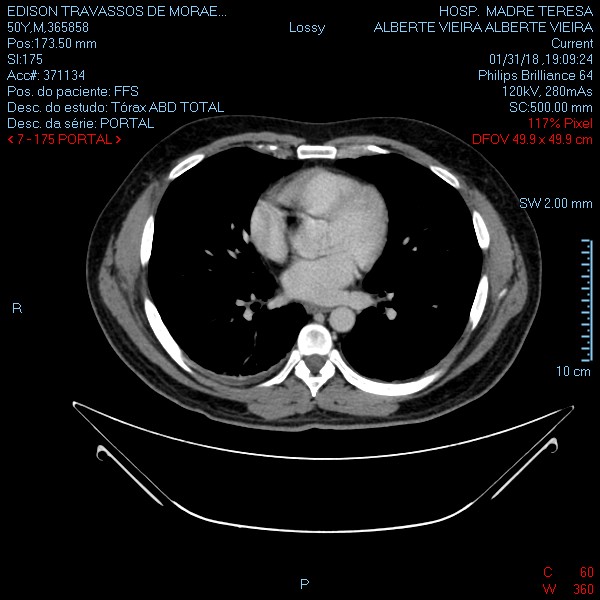 EDISON TRAVASSOS DE MORAE...
50Y,M,365858
Pos:173.50 mm
SI:175
Acc#: 371134
Pos. do paciente: FFS
Desc. do estudo: Tórax ABD TOTAL
Desc. da série: PORTAL
< 7 - 175 PORTAL >
Lossy
HOSP. MADRE TERESA
ALBERTE VIEIRA ALBERTE VIEIRA
Current
01/31/18 ,19:09:24
Philips Brilliance 64
120kV, 280mAs
SC:500.00 mm
117% Pixel
DFOV 49.9 x 49.9 cm
SW 2.00 mm
R
10 cm
P
C 60
W 360